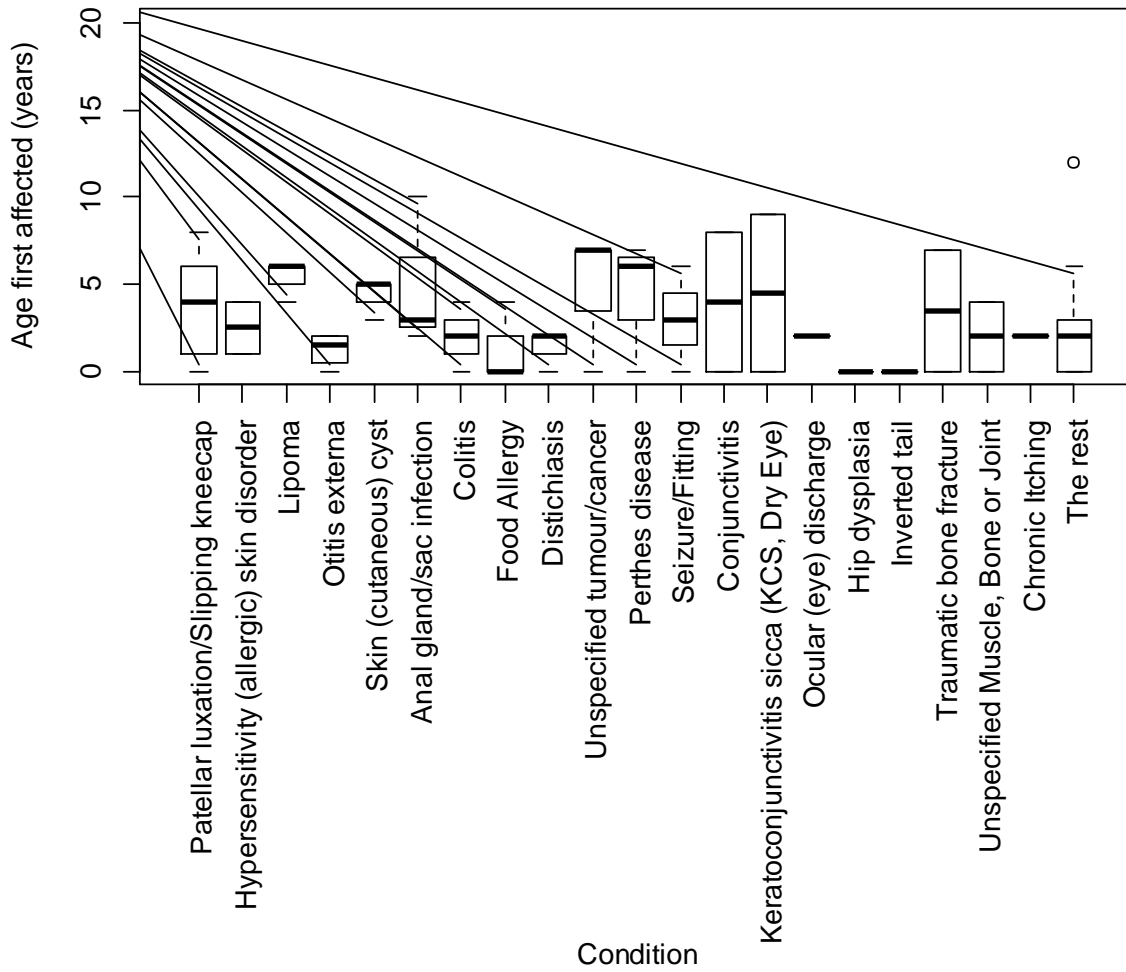 Age first affected (years)
20
15
10
5
0
Patellar luxation/Slipping kneecap
Hypersensitivity (allergic) skin disorder
Lipoma
Otitis externa
Skin (cutaneous) cyst
Anal gland/sac infection
Colitis
Food Allergy
Distichiasis
Unspecified tumour/cancer
Perthes disease
Seizure/Fitting
Conjunctivitis
Keratoconjunctivitis sicca (KCS, Dry Eye)
Ocular (eye) discharge
Hip dysplasia
Inverted tail
Traumatic bone fracture
Unspecified Muscle, Bone or Joint
Chronic Itching
The rest
Condition